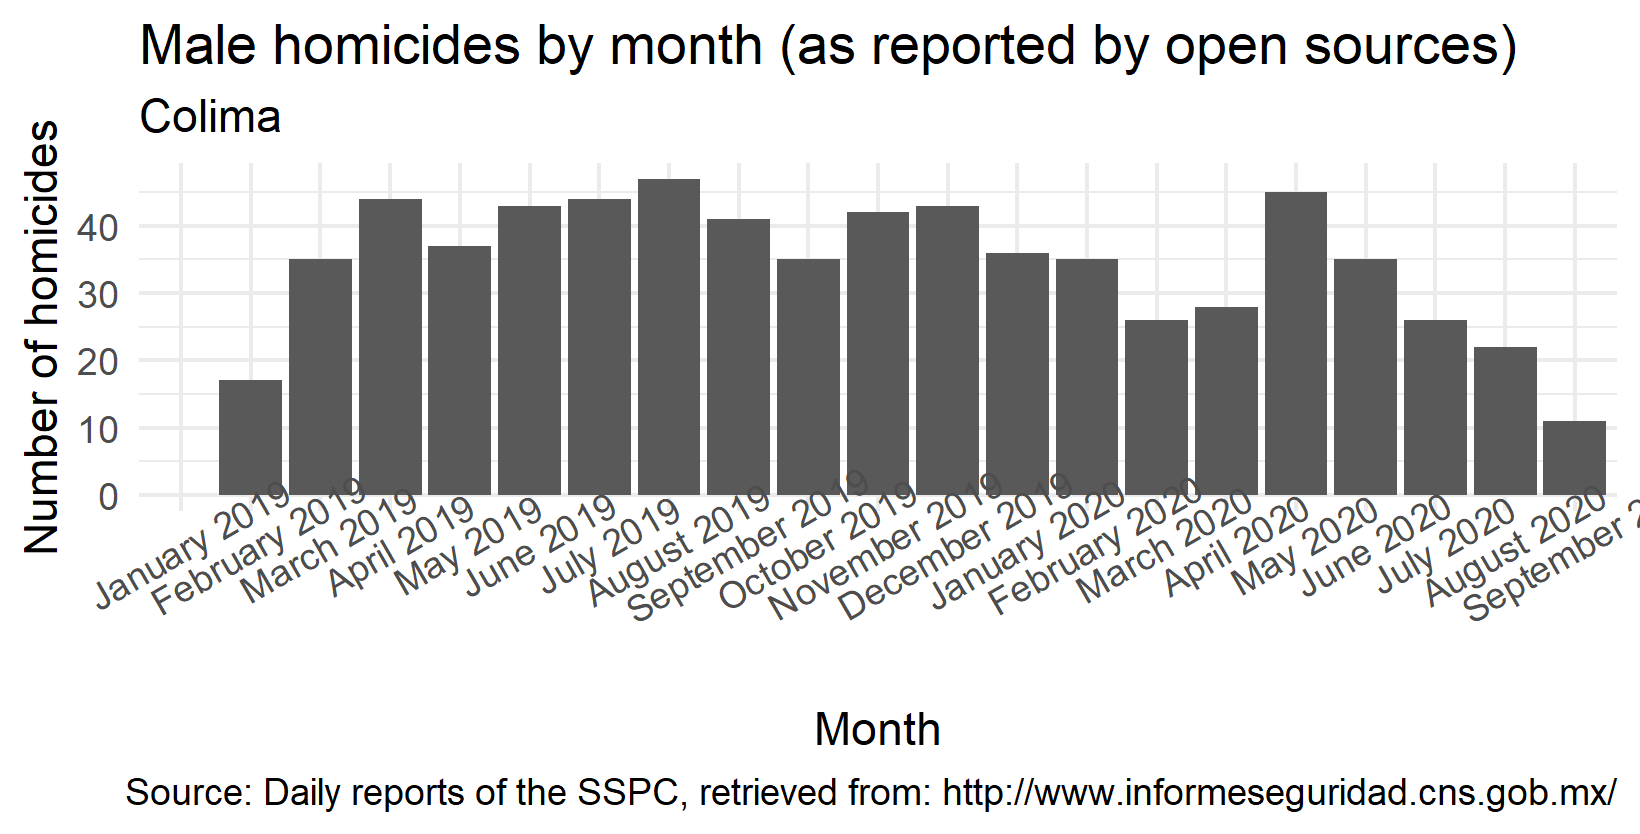 Male homicides by month (as reported by open sources)
Colima
Number of homicides
40
30
20
10
0
January 2019
February 2019
March 2019
April 2019
May 2019
June 2019
July 2019
August 2019
September 2019
October 2019
November 2019
December 2019
January 2020
February 2020
March 2020
April 2020
May 2020
June 2020
July 2020
August 2020
September 2
Month
Source: Daily reports of the SSPC, retrieved from: http://www.informeseguridad.cns.gob.mx/